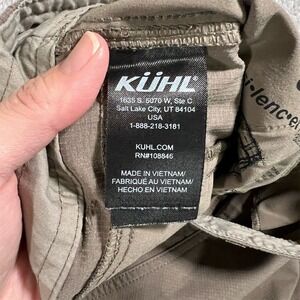 KÜHL®
1635 S. 5070 W, Ste C
Salt Lake City, UT 84104
USA
1-888-218-3181
KUHL.COM
RN#108846
MADE IN VIETNAM/
FABRIQUÉ AU VIETNAM/
HECHO EN VIETNAM